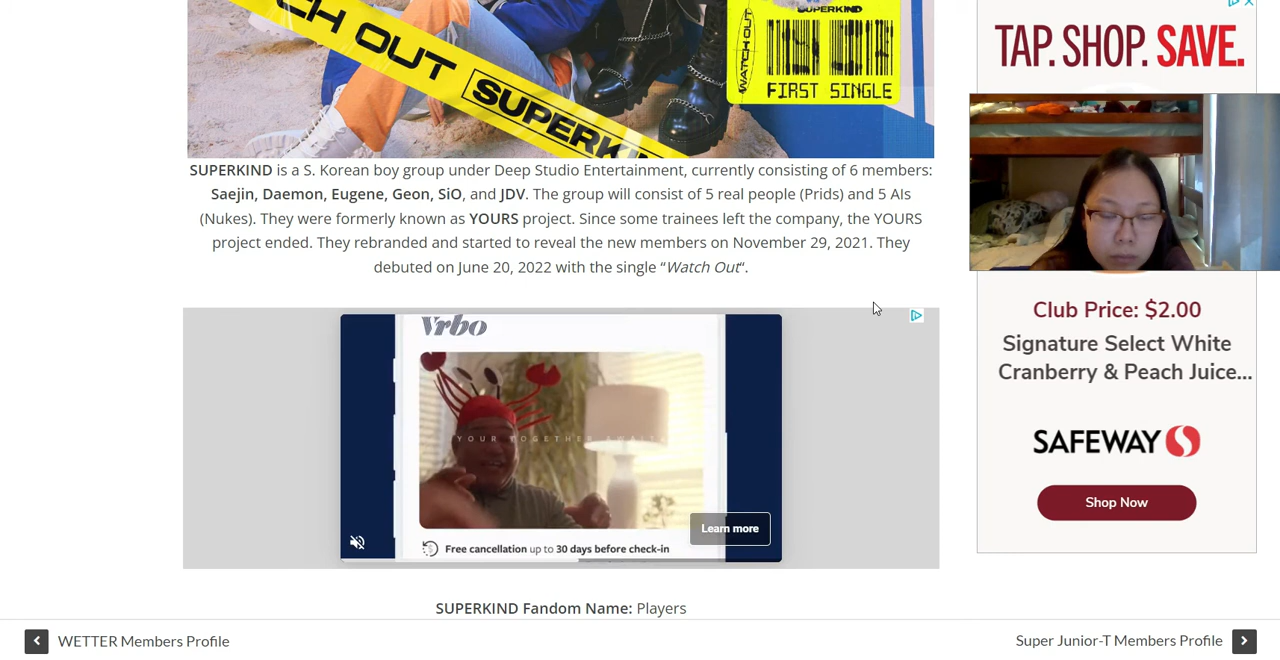 CH OUT
SUPERKIND
WATCH OUT
FIRST SINGLE
TAP. SHOP. SAVE.
SUPERKIND is a S. Korean boy group under Deep Studio Entertainment, currently consisting of 6 members:
Saejin, Daemon, Eugene, Geon, SiO, and JDV. The group will consist of 5 real people (Prids) and 5 AIs
(Nukes). They were formerly known as YOURS project. Since some trainees left the company, the YOURS
project ended. They rebranded and started to reveal the new members on November 29, 2021. They
debuted on June 20, 2022 with the single “Watch Out“.
Vrbo
YOUR TOGETHER AWAITS
Learn more
Free cancellation up to 30 days before check-in
Club Price: $2.00
Signature Select White
Cranberry & Peach Juice...
SAFEWAY
Shop Now
SUPERKIND Fandom Name: Players
WETTER Members Profile
Super Junior-T Members Profile